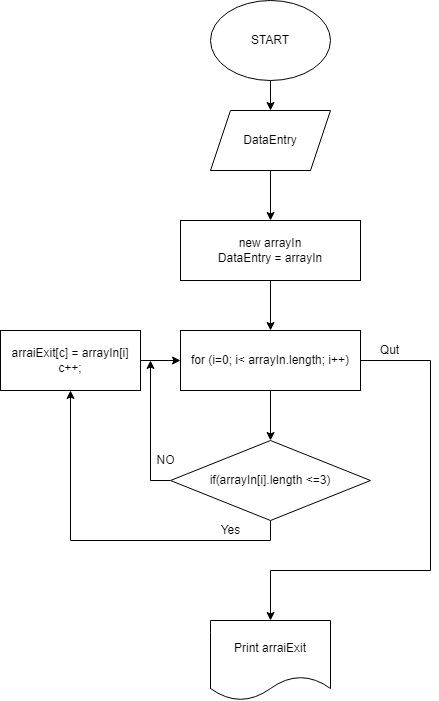 START
DataEntry
new arrayIn
DataEntry = arrayIn
arraiExit[c] = arrayIn[i]
c++;
for (i=0; i< arrayIn.length; i++)
Qut
NO
if(arrayIn[i].length <=3)
Yes
Print arraiExit